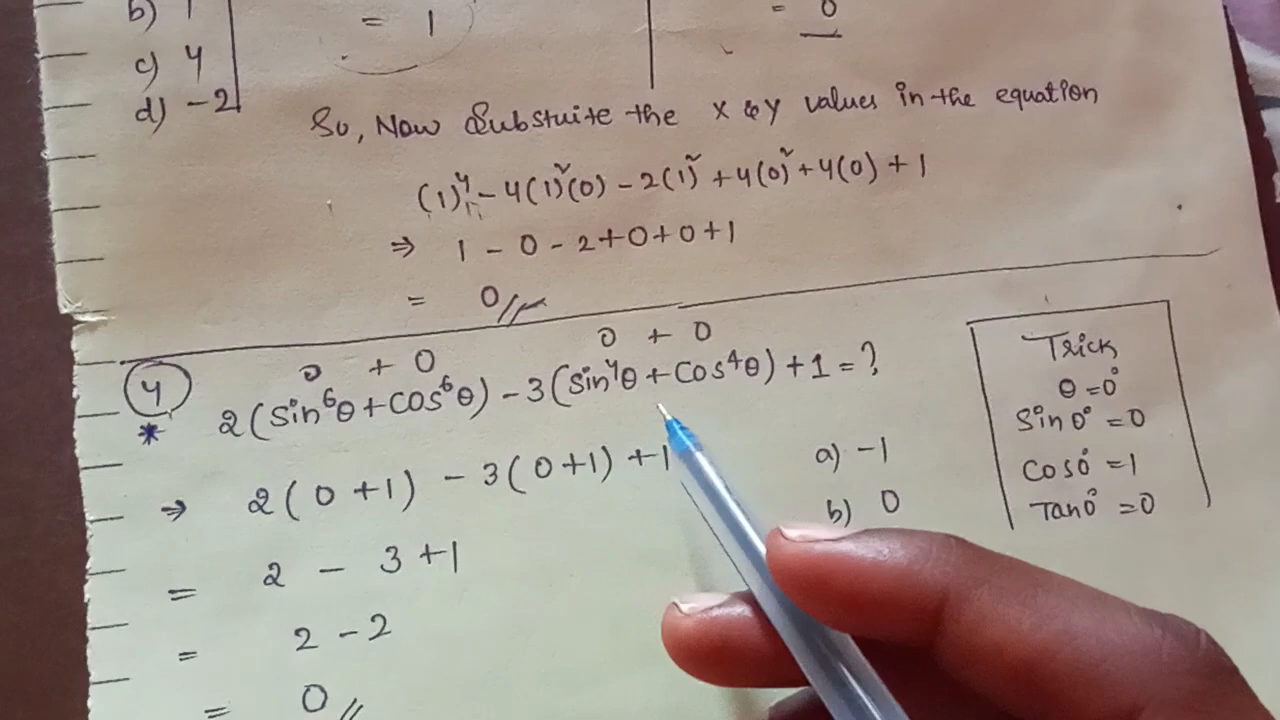 b) 1
= 1
= 0
c) 4
d) -2
So, Now Substuite the x & y values in the equation
(1)⁴ - 4(1)²(0) - 2(1)² + 4(0)² + 4(0) + 1
⇒ 1 - 0 - 2 + 0 + 0 + 1
= 0//
0 + 0 0 + 0
4 2(Sin⁶θ + Cos⁶θ) - 3(Sin⁴θ + Cos⁴θ) + 1 = ?
*
⇒ 2(0 + 1) - 3(0 + 1) + 1
= 2 - 3 + 1
= 2 - 2
= 0//
a) -1
b) 0
Trick
θ = 0°
Sin 0° = 0
Cos 0° = 1
Tan 0° = 0